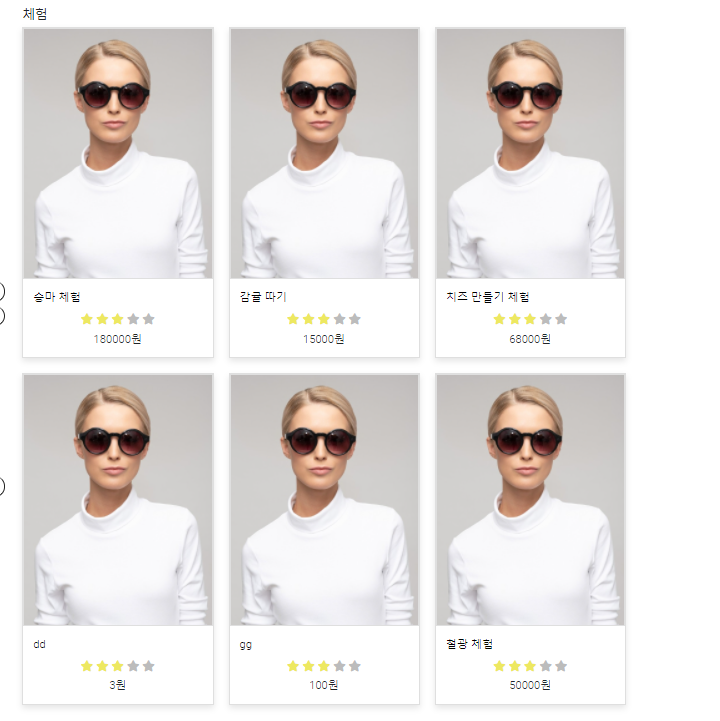 체험
승마 체험
감귤 따기
치즈 만들기 체험
180000원
15000원
68000원
dd
gg
혈광 체험
3원
100원
50000원